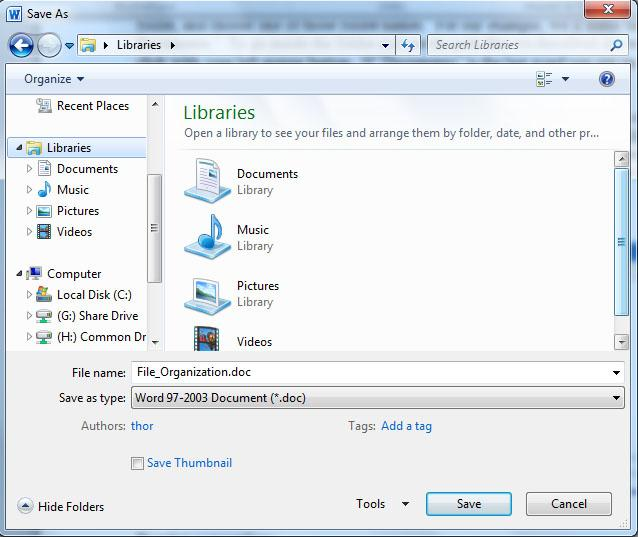 Save As
Libraries
Search Libraries
Organize
Recent Places
Libraries
Documents
Music
Pictures
Videos
Computer
Local Disk (C:)
(G:) Share Drive
(H:) Common Dr
Libraries
Open a library to see your files and arrange them by folder, date, and other pr...
Documents
Library
Music
Library
Pictures
Library
Videos
File name: File_Organization.doc
Save as type: Word 97-2003 Document (*.doc)
Authors: thor Tags: Add a tag
Save Thumbnail
Hide Folders Tools Save Cancel